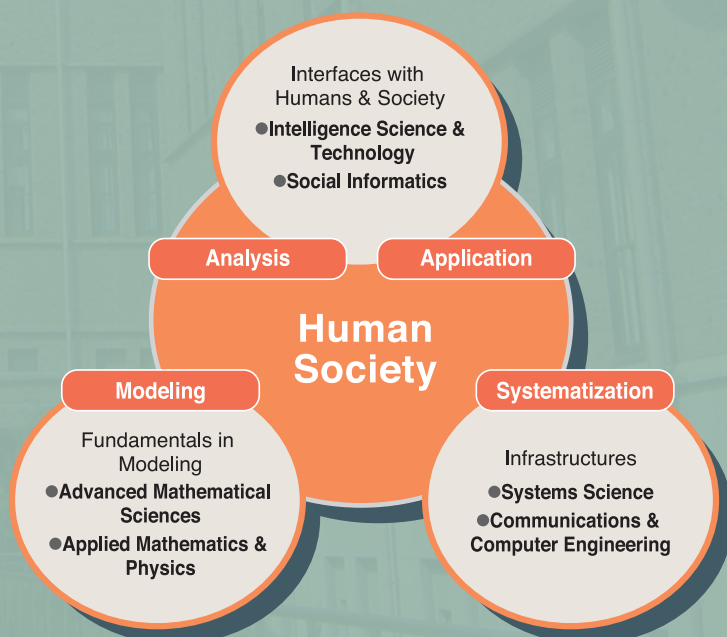 Interfaces with
Humans & Society
●Intelligence Science &
Technology
●Social Informatics
Analysis
Application
Human
Society
Modeling
Fundamentals in
Modeling
●Advanced Mathematical
Sciences
●Applied Mathematics &
Physics
Systematization
Infrastructures
●Systems Science
●Communications &
Computer Engineering